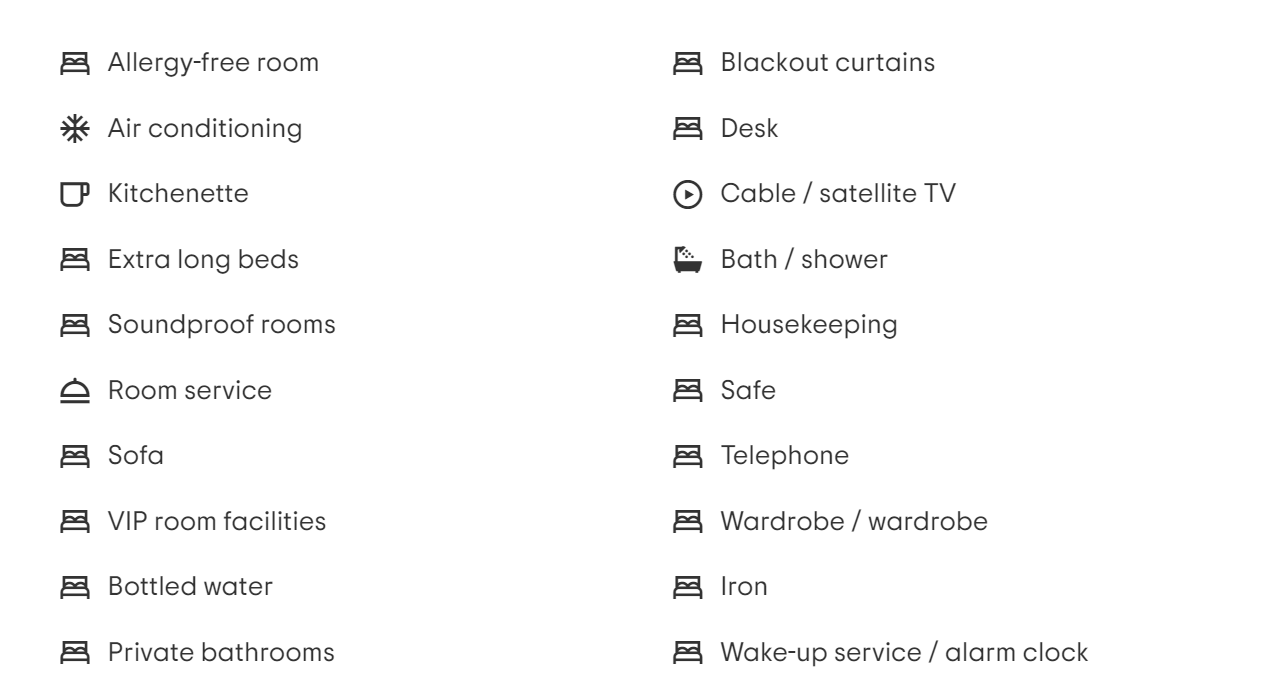 Allergy-free room
Blackout curtains
Air conditioning
Desk
Kitchenette
Cable / satellite TV
Extra long beds
Bath / shower
Soundproof rooms
Housekeeping
Room service
Safe
Sofa
Telephone
VIP room facilities
Wardrobe / wardrobe
Bottled water
Iron
Private bathrooms
Wake-up service / alarm clock